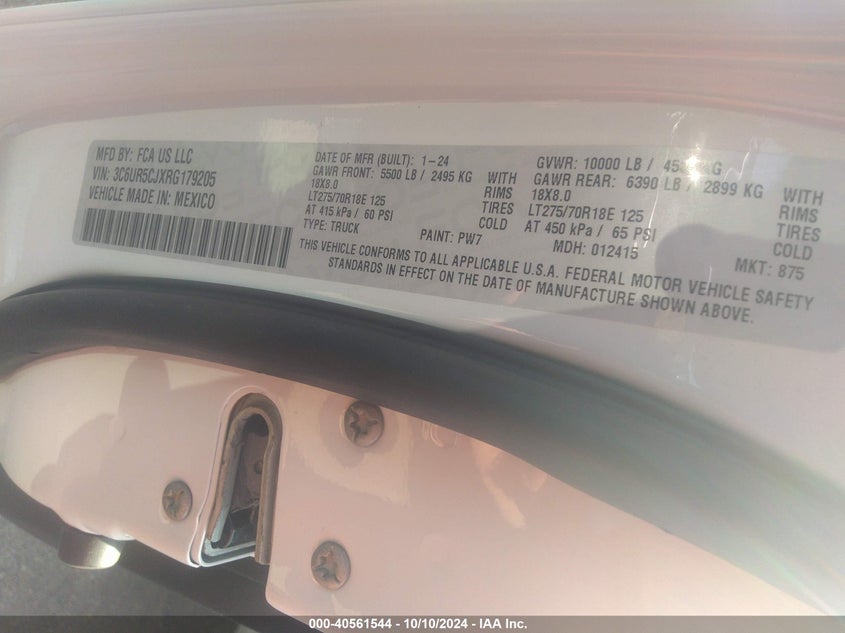 MFD BY: FCA US LLC
VIN: 3C6UR5CJXRG179205
VEHICLE MADE IN: MEXICO
DATE OF MFR (BUILT): 1-24
GAWR FRONT: 5500 LB / 2495 KG WITH
18X8.0 RIMS
LT275/70R18E 125 TIRES
AT 415 kPa / 60 PSI COLD
TYPE: TRUCK
PAINT: PW7
GVWR: 10000 LB / KG
GAWR REAR: 6390 LB / 2899 KG WITH
18X8.0 RIMS
LT275/70R18E 125 TIRES
AT 450 kPa / 65 PSI COLD
MDH: 012415
MKT: 875
THIS VEHICLE CONFORMS TO ALL APPLICABLE U.S.A. FEDERAL MOTOR VEHICLE SAFETY
STANDARDS IN EFFECT ON THE DATE OF MANUFACTURE SHOWN ABOVE.
000-40561544 - 10/10/2024 - IAA Inc.